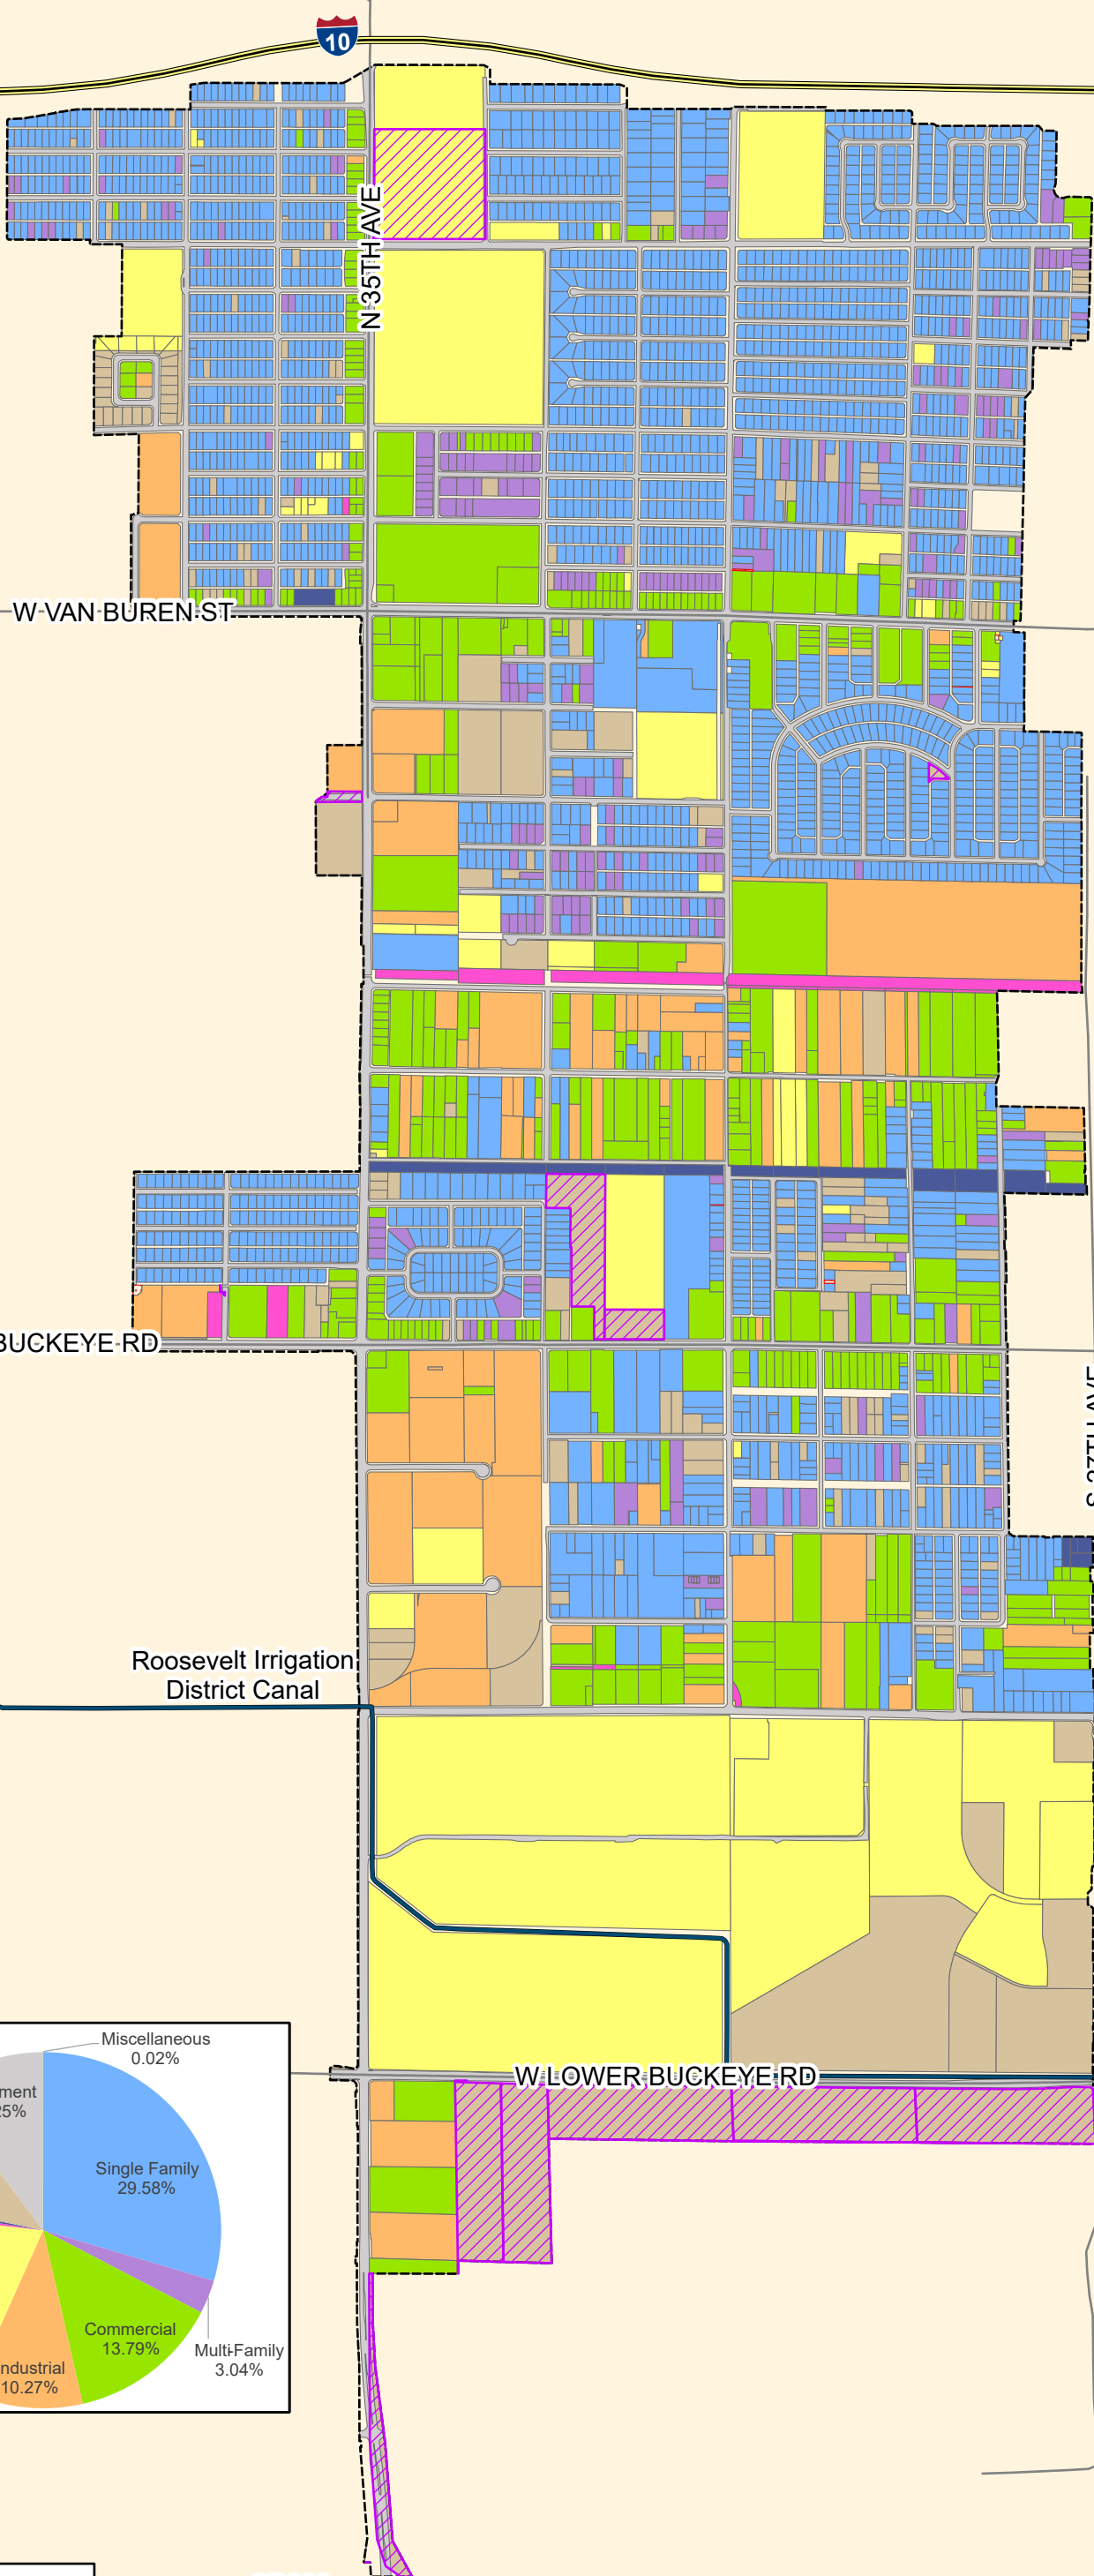 10
N 35TH AVE
W VAN BUREN ST
BUCKEYE RD
Roosevelt Irrigation
District Canal
W LOWER BUCKEYE RD
Miscellaneous
0.02%
Single Family
29.58%
Commercial
13.79%
Multi-Family
3.04%
ndustrial
10.27%